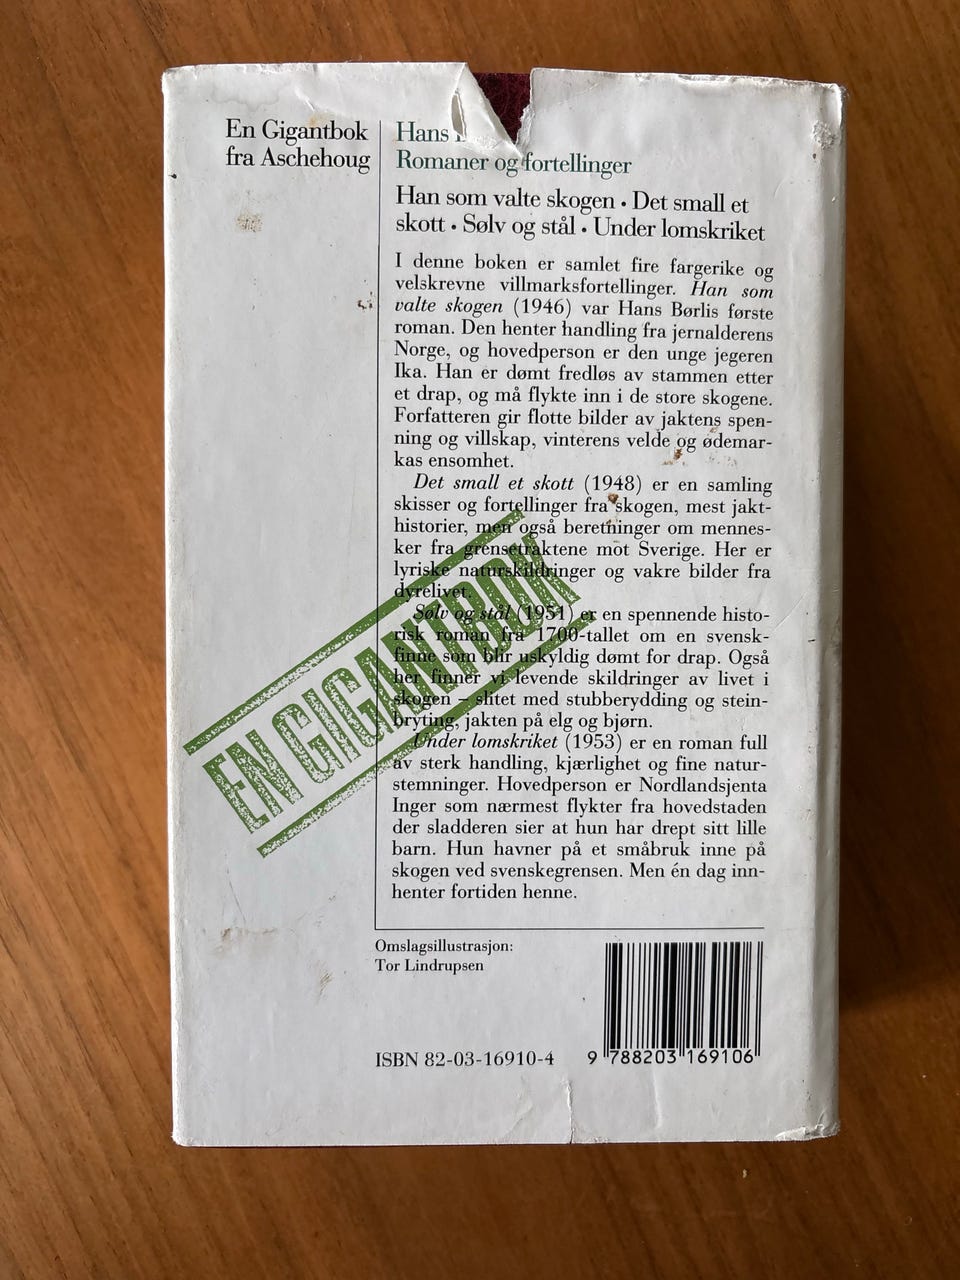 En Gigantbok
fra Aschehoug
Hans
Romaner og fortellinger
Han som valte skogen • Det small et
skott • Sølv og stål • Under lomskriket
I denne boken er samlet fire fargerike og
velskrevne villmarksfortellinger. Han som
valte skogen (1946) var Hans Børlis første
roman. Den henter handling fra jernalderens
Norge, og hovedperson er den unge jegeren
Ika. Han er dømt fredløs av stammen etter
et drap, og må flykte inn i de store skogene.
Forfatteren gir flotte bilder av jaktens spen-
ning og villskap, vinterens velde og ødemar-
kas ensomhet.
Det small et skott (1948) er en samling
skisser og fortellinger fra skogen, mest jakt-
historier, men også beretninger om mennes-
ker fra grensetraktene mot Sverige. Her er
lyriske naturskildringer og vakre bilder fra
dyrelivet.
Sølv og stål (1951) er en spennende histo-
risk roman fra 1700-tallet om en svensk-
finne som blir uskyldig dømt for drap. Også
her finner vi levende skildringer av livet i
skogen – slitet med stubberydding og stein-
bryting, jakten på elg og bjørn.
Under lomskriket (1953) er en roman full
av sterk handling, kjærlighet og fine natur-
stemninger. Hovedperson er Nordlandsjenta
Inger som nærmest flykter fra hovedstaden
der sladderen sier at hun har drept sitt lille
barn. Hun havner på et småbruk inne på
skogen ved svenskegrensen. Men én dag inn-
henter fortiden henne.
EN GIGANTBOK
Omslagsillustrasjon:
Tor Lindrupsen
ISBN 82-03-16910-4
9 788203 169106